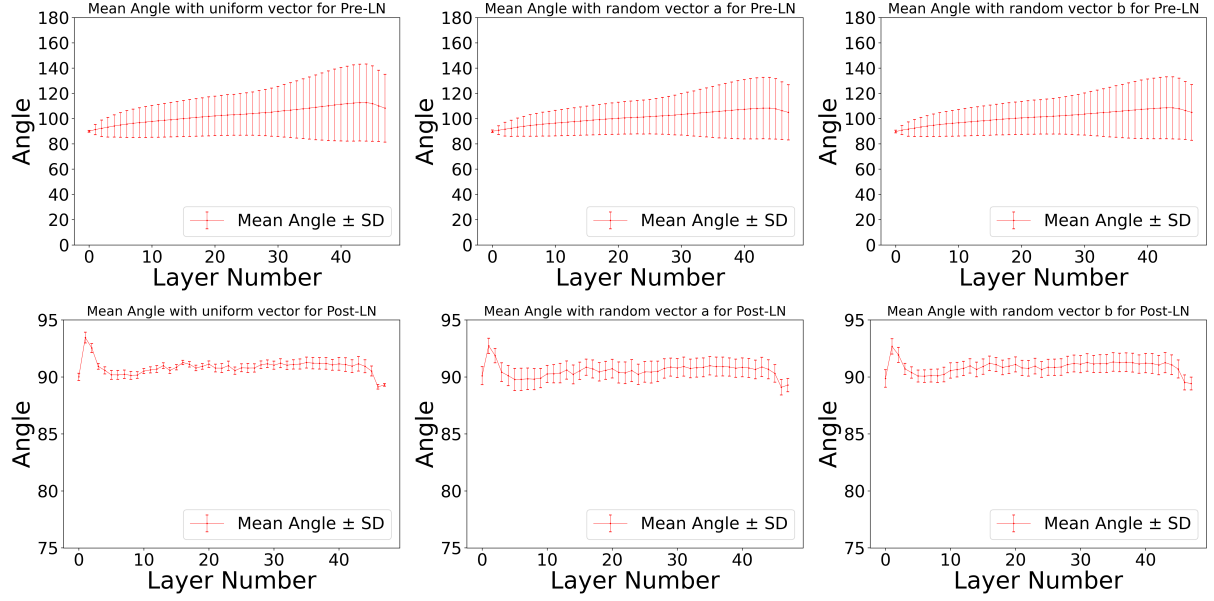 Mean Angle with uniform vector for Pre-LN
180
160
140
120
100
80
60
40
20
0
Angle
Mean Angle ± SD
0 10 20 30 40
Layer Number
Mean Angle with random vector a for Pre-LN
180
160
140
120
100
80
60
40
20
0
Angle
Mean Angle ± SD
0 10 20 30 40
Layer Number
Mean Angle with random vector b for Pre-LN
180
160
140
120
100
80
60
40
20
0
Angle
Mean Angle ± SD
0 10 20 30 40
Layer Number
Mean Angle with uniform vector for Post-LN
95
90
85
80
75
Angle
Mean Angle ± SD
0 10 20 30 40
Layer Number
Mean Angle with random vector a for Post-LN
95
90
85
80
75
Angle
Mean Angle ± SD
0 10 20 30 40
Layer Number
Mean Angle with random vector b for Post-LN
95
90
85
80
75
Angle
Mean Angle ± SD
0 10 20 30 40
Layer Number